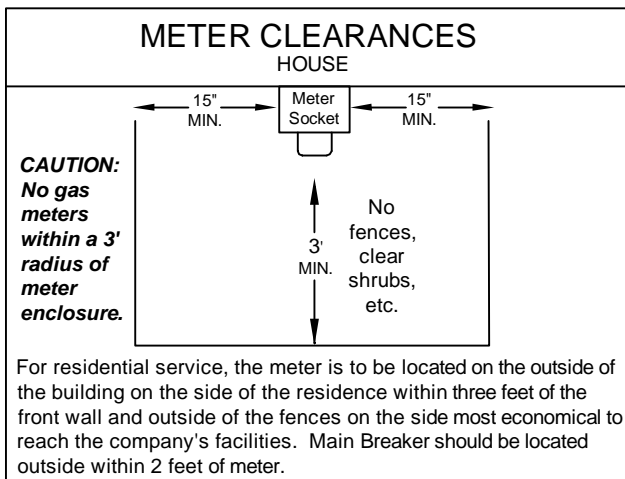 METER CLEARANCES
HOUSE
15"
MIN.
Meter
Socket
15"
MIN.
CAUTION:
No gas
meters
within a 3'
radius of
meter
enclosure.
3'
MIN.
No
fences,
clear
shrubs,
etc.
For residential service, the meter is to be located on the outside of
the building on the side of the residence within three feet of the
front wall and outside of the fences on the side most economical to
reach the company's facilities. Main Breaker should be located
outside within 2 feet of meter.